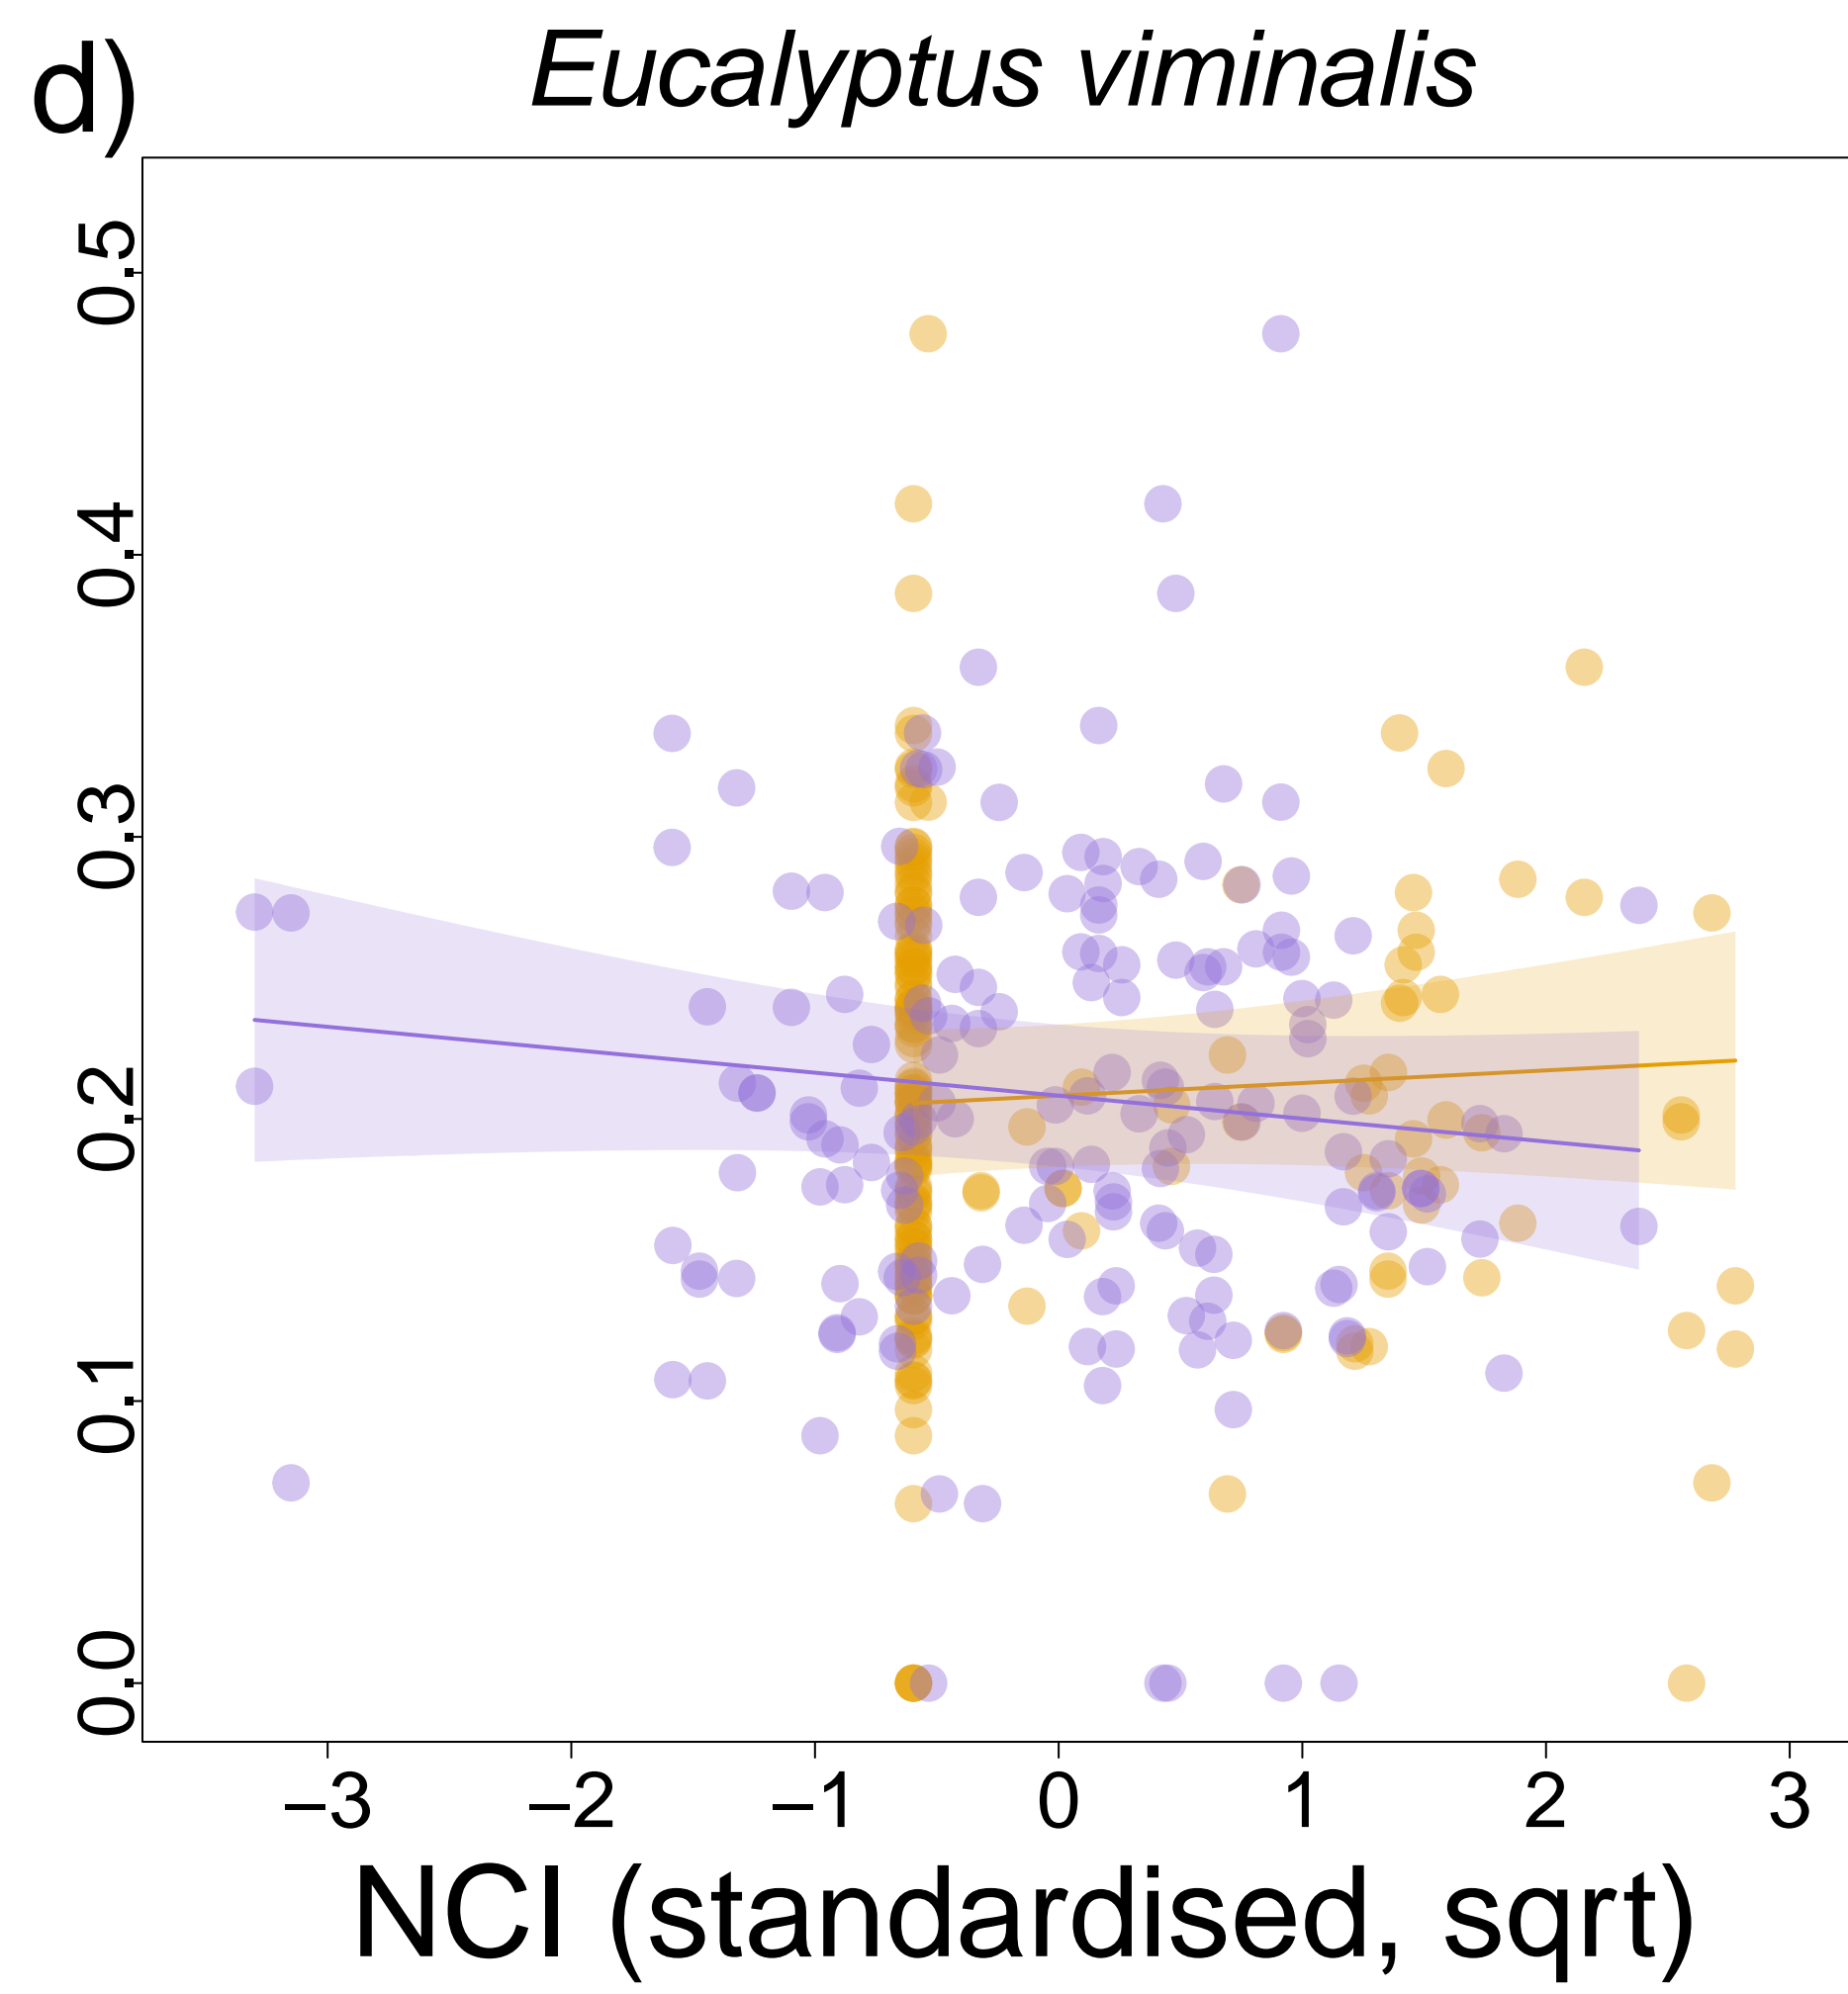 d)
Eucalyptus viminalis
0.5
0.4
0.3
0.2
0.1
0.0
−3 −2 −1 0 1 2 3
NCI (standardised, sqrt)